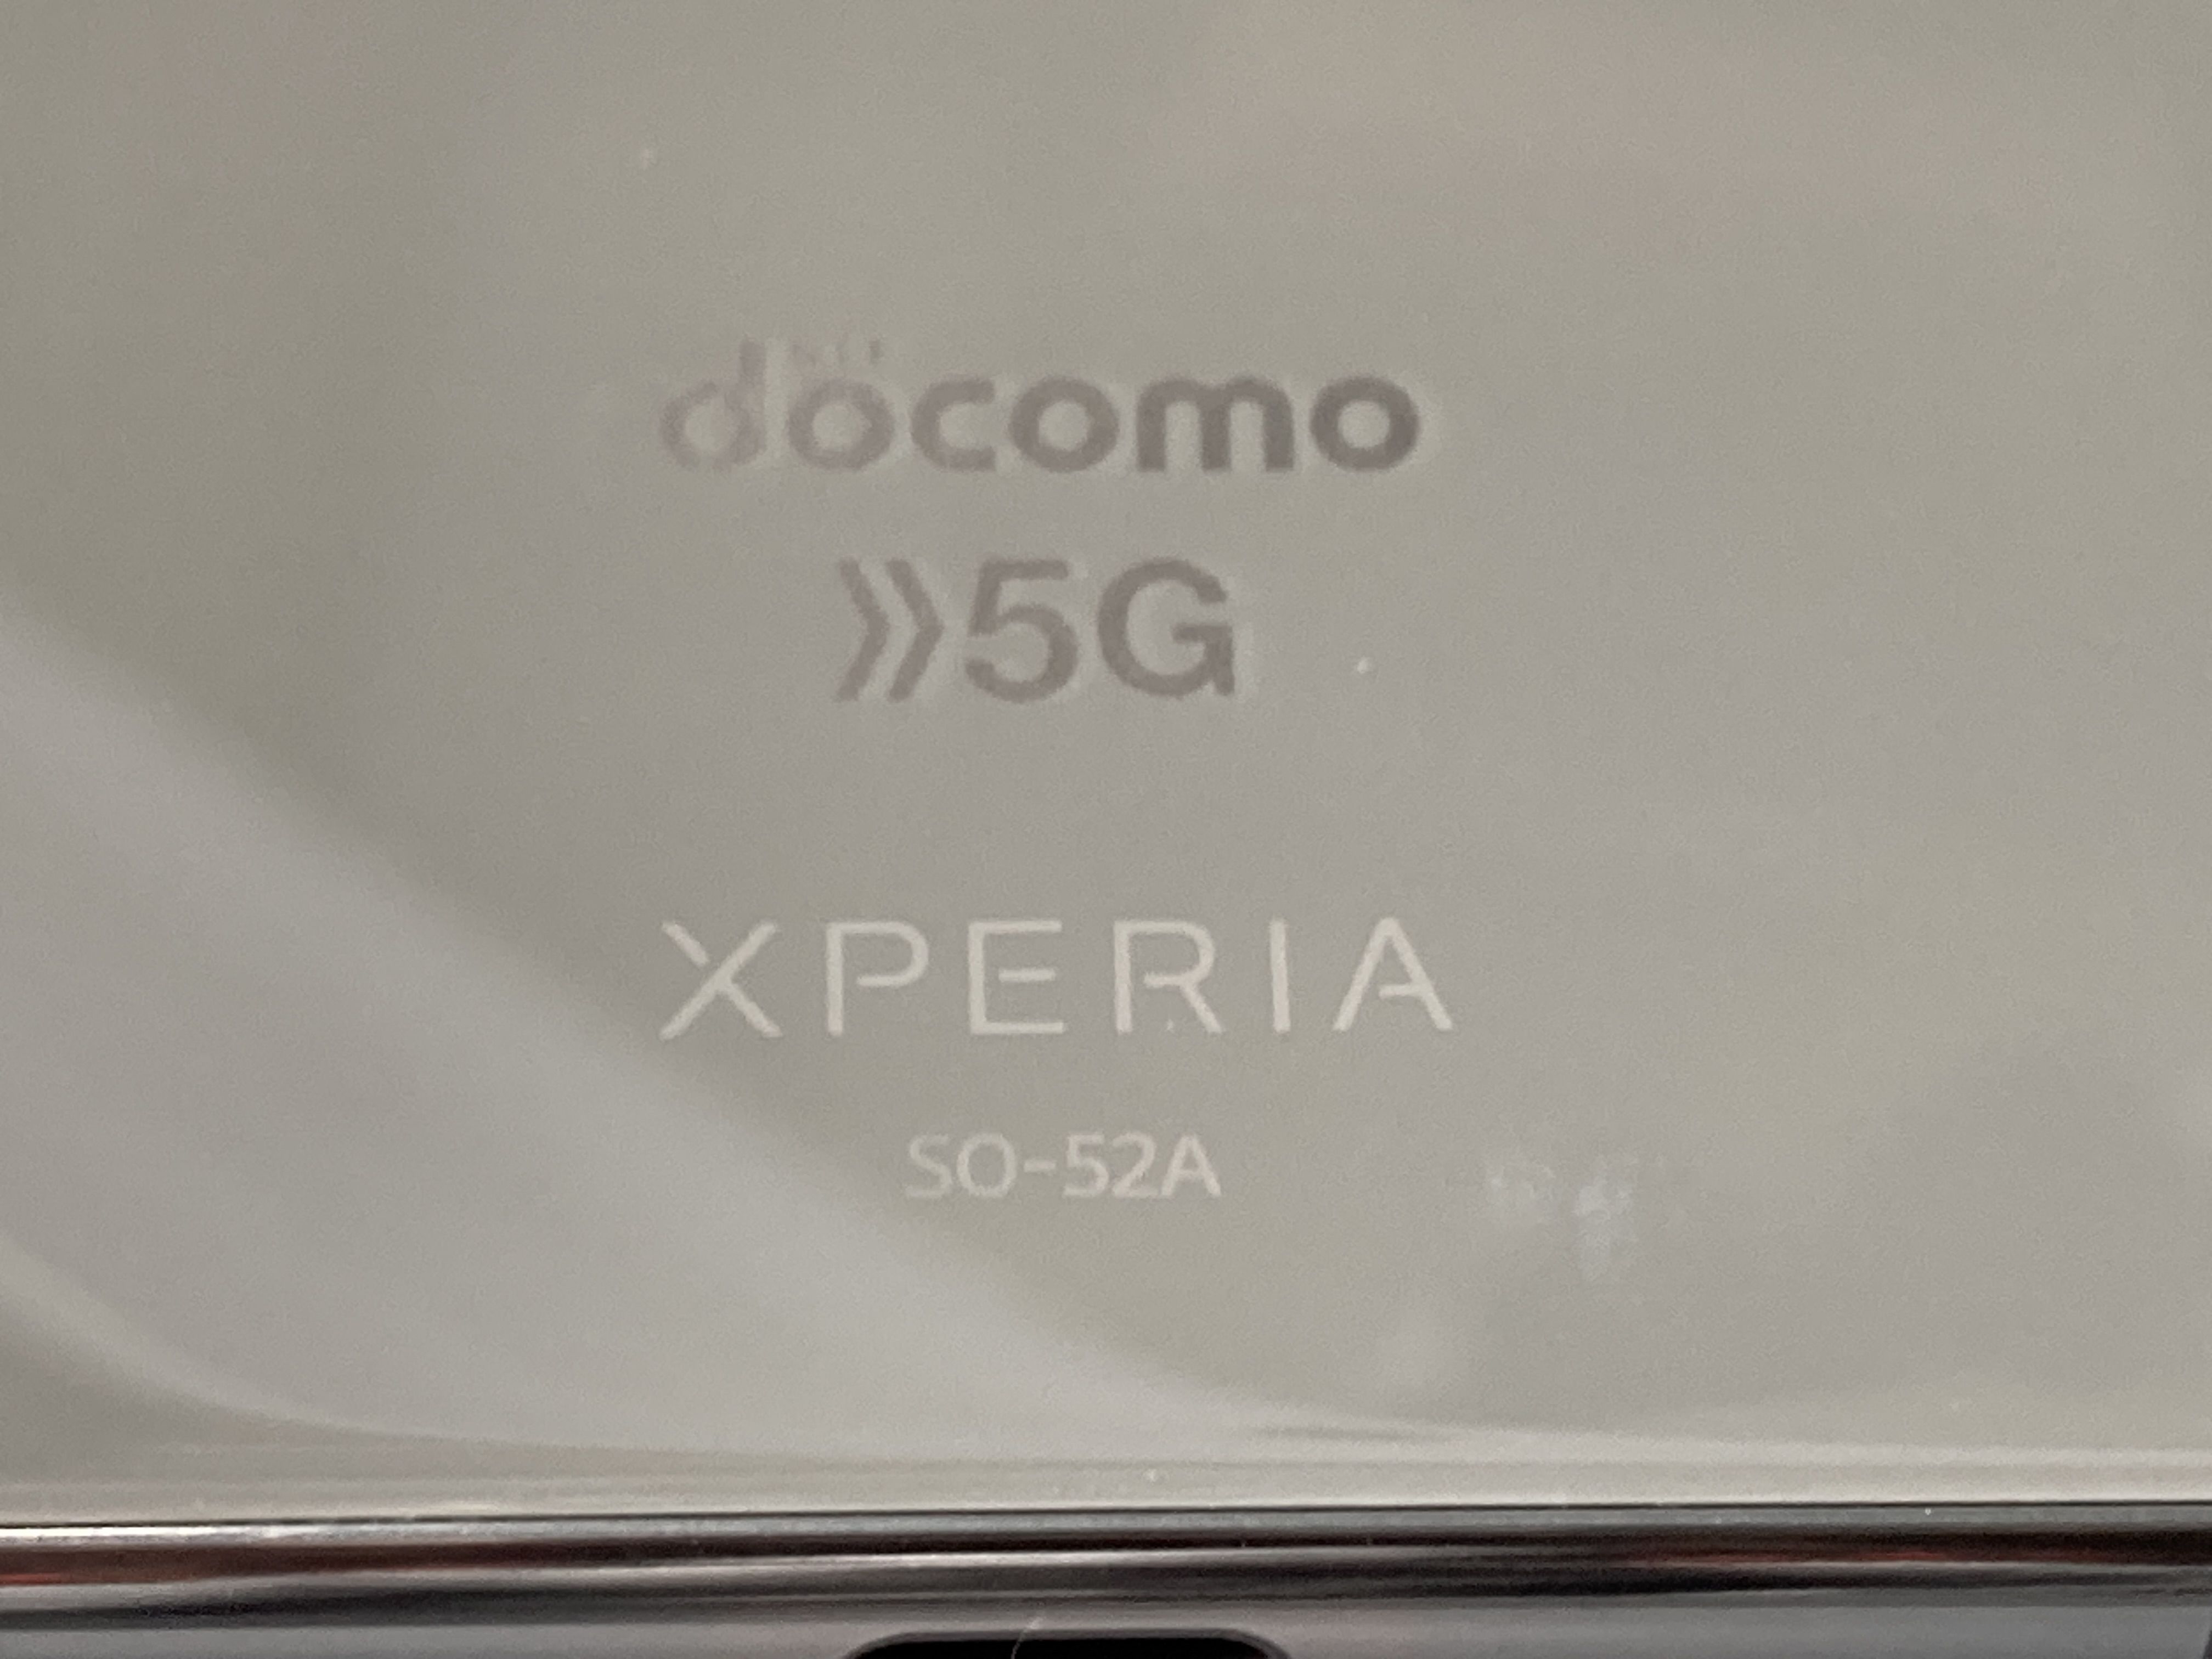 docomo
》5G
XPERIA
SO-52A